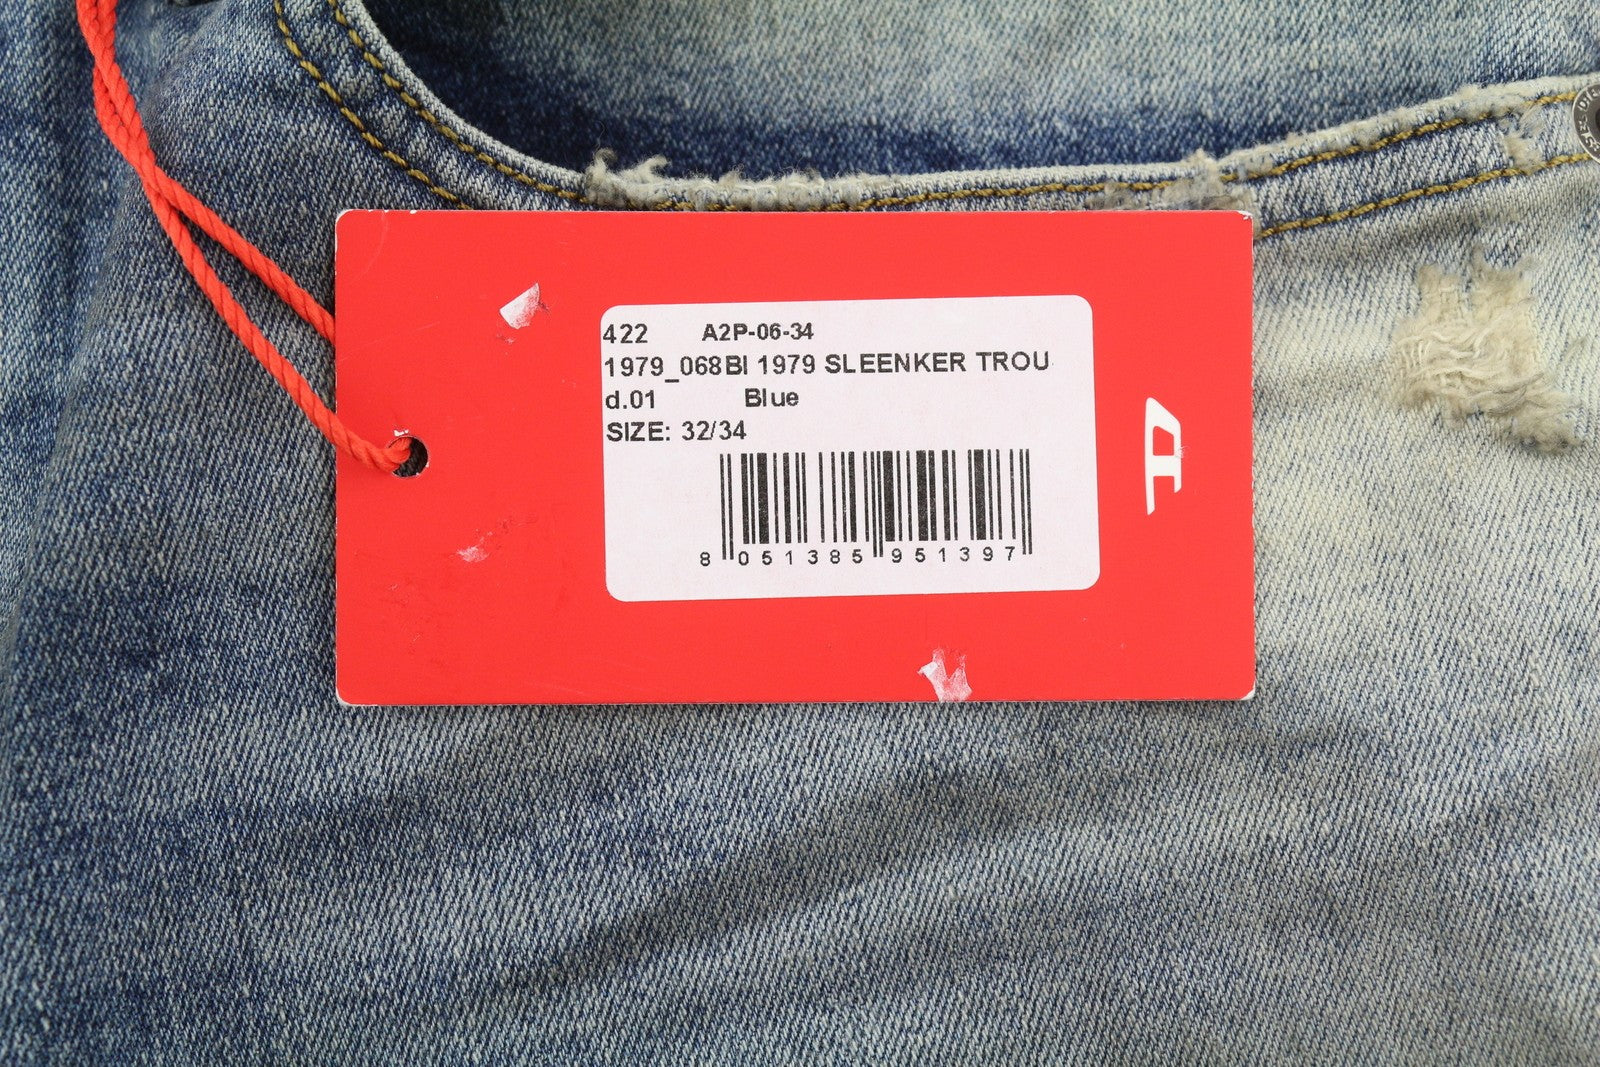 422 A2P-06-34
1979_068BI 1979 SLEENKER TROU
d.01 Blue
SIZE: 32/34
8 051385 951397
D